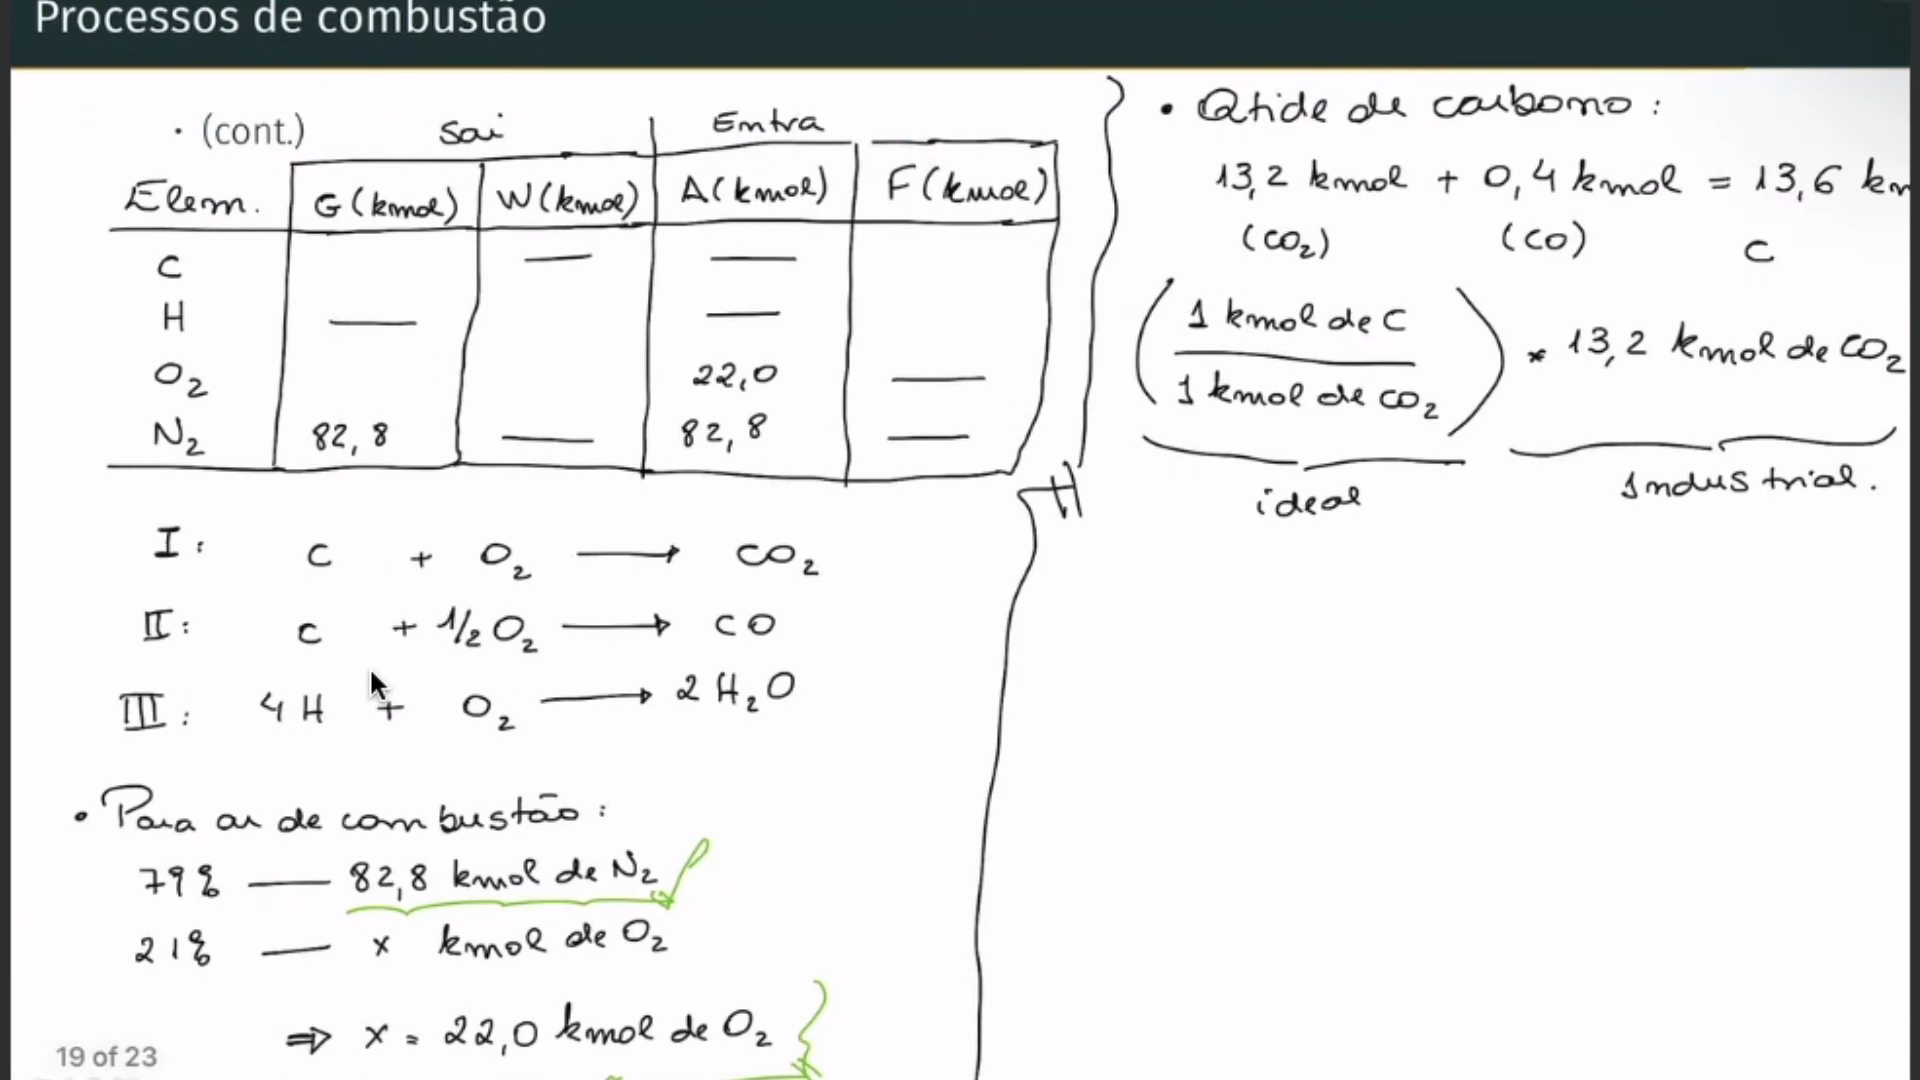 Processos de combustão
• (cont.) Sai Entra
Elem. G (kmol) W (kmol) A (kmol) F (kmol)
C — —
H — —
O₂ 22,0 —
N₂ 82,8 — 82,8 —
I: C + O₂ → CO₂
II: C + 1/2 O₂ → CO
III: 4H + O₂ → 2 H₂O
• Para ar de combustão:
79% — 82,8 kmol de N₂
21% — x kmol de O₂
⇒ x = 22,0 kmol de O₂
19 of 23
• Qtide de carbono:
13,2 kmol + 0,4 kmol = 13,6 km
(CO₂) (CO) C
1 kmol de C
1 kmol de CO₂
* 13,2 kmol de CO₂
ideal
Industrial.